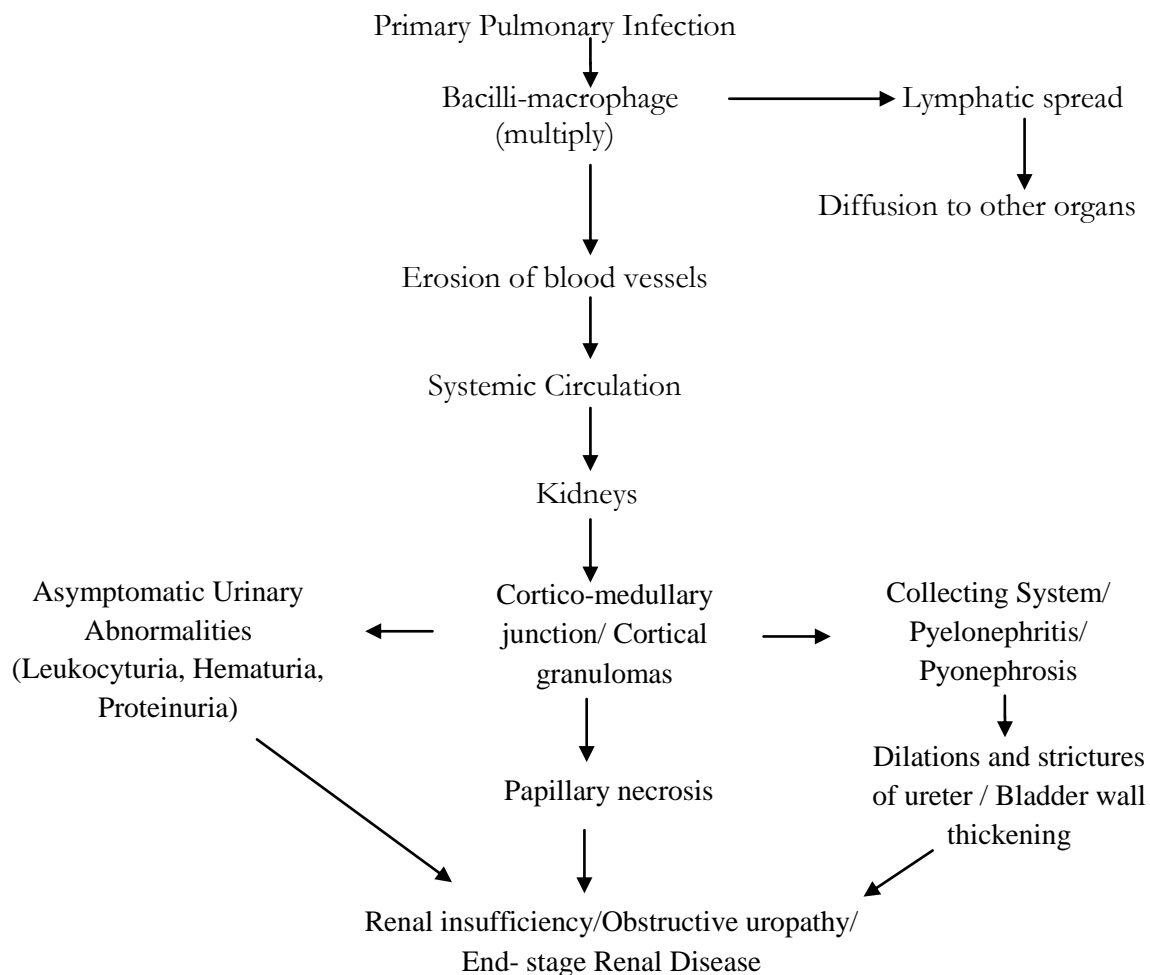 Primary Pulmonary Infection
Bacilli-macrophage
(multiply)
Lymphatic spread
Diffusion to other organs
Erosion of blood vessels
Systemic Circulation
Kidneys
Asymptomatic Urinary
Abnormalities
(Leukocyturia, Hematuria,
Proteinuria)
Cortico-medullary
junction/ Cortical
granulomas
Collecting System/
Pyelonephritis/
Pyonephrosis
Papillary necrosis
Dilations and strictures
of ureter / Bladder wall
thickening
Renal insufficiency/Obstructive uropathy/
End- stage Renal Disease